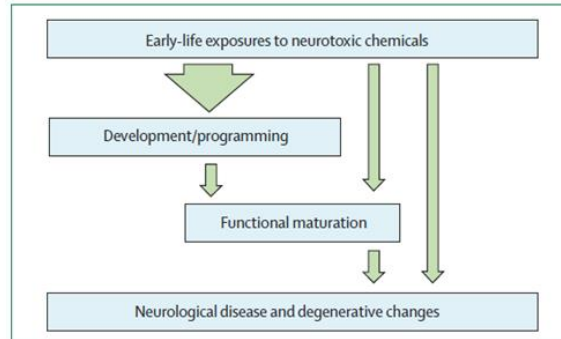 Early-life exposures to neurotoxic chemicals
Development/programming
Functional maturation
Neurological disease and degenerative changes